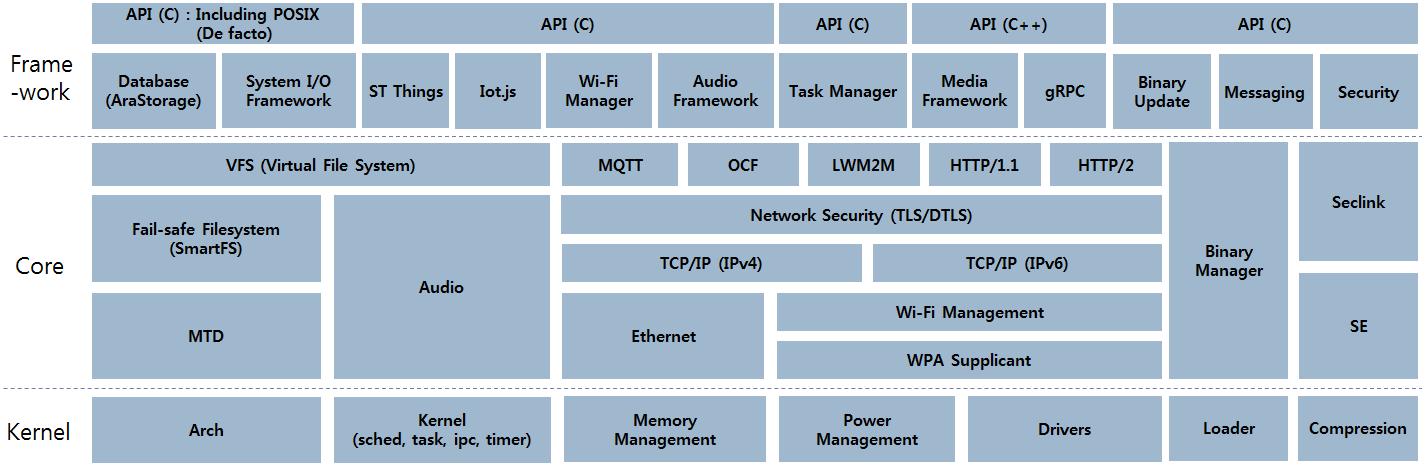 API (C) : Including POSIX
(De facto)
API (C)
API (C)
API (C++)
API (C)
Frame
-work
Database
(AraStorage)
System I/O
Framework
ST Things
Iot.js
Wi-Fi
Manager
Audio
Framework
Task Manager
Media
Framework
gRPC
Binary
Update
Messaging
Security
Core
VFS (Virtual File System)
MQTT
OCF
LWM2M
HTTP/1.1
HTTP/2
Binary
Manager
Seclink
Fail-safe Filesystem
(SmartFS)
Audio
Network Security (TLS/DTLS)
TCP/IP (IPv4)
TCP/IP (IPv6)
MTD
Ethernet
Wi-Fi Management
WPA Supplicant
SE
Kernel
Arch
Kernel
(sched, task, ipc, timer)
Memory
Management
Power
Management
Drivers
Loader
Compression